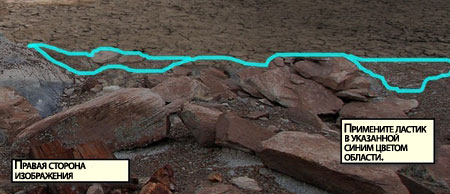 Правая сторона
изображения
Примените ластик
в указанной
синим цветом
области.